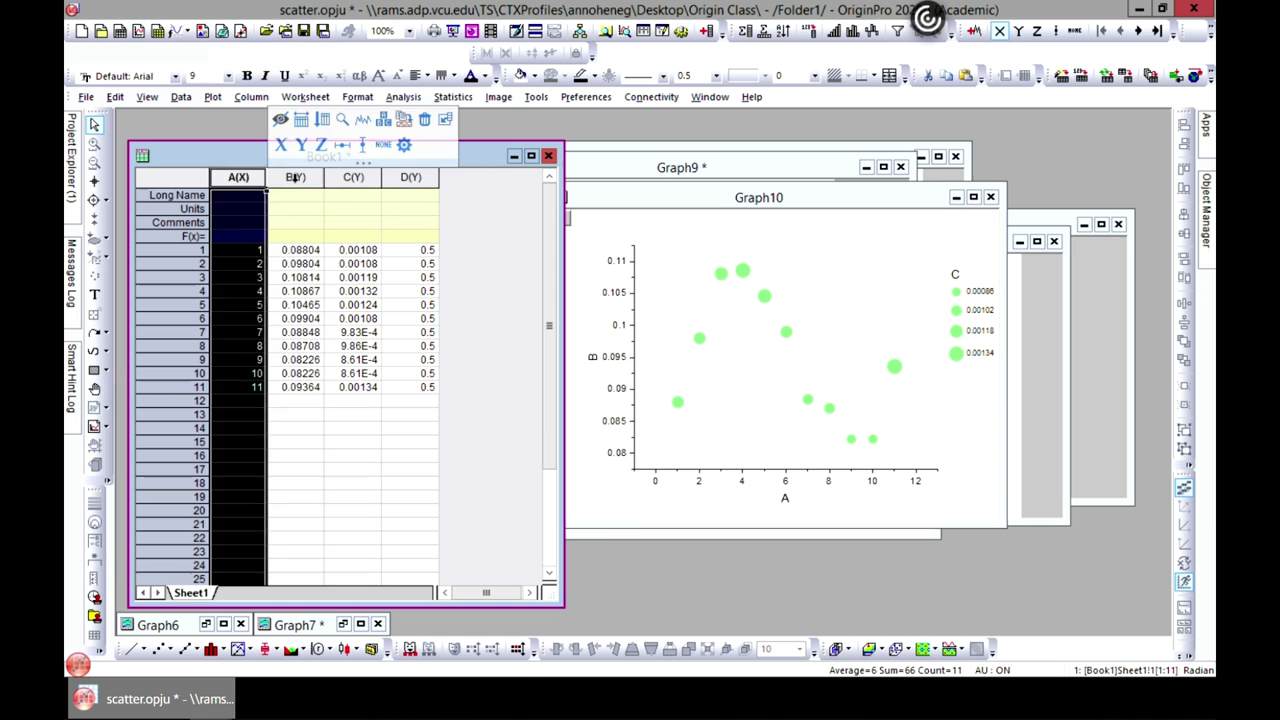 scatter.opju * - \\rams.adp.vcu.edu\TS\CTXProfiles\annoheneg\Desktop\Origin Class\ - /Folder1/ - OriginPro 20 (Academic)
100%
Default: Arial 9 B I U 0.5 0
File Edit View Data Plot Column Worksheet Format Analysis Statistics Image Tools Preferences Connectivity Window Help
X Y Z NONE
Book1 *
Graph9 *
Graph10
A(X) B(Y) C(Y) D(Y)
Long Name
Units
Comments
F(x)=
1 1 0.08804 0.00108 0.5
2 2 0.09804 0.00108 0.5
3 3 0.10814 0.00119 0.5
4 4 0.10867 0.00132 0.5
5 5 0.10465 0.00124 0.5
6 6 0.09904 0.00108 0.5
7 7 0.08848 9.83E-4 0.5
8 8 0.08708 9.86E-4 0.5
9 9 0.08226 8.61E-4 0.5
10 10 0.08226 8.61E-4 0.5
11 11 0.09364 0.00134 0.5
12
13
14
15
16
17
18
19
20
21
22
23
24
25
Sheet1
0.11
0.105
0.1
0.095
0.09
0.085
0.08
B
0 2 4 6 8 10 12
A
C
0.00086
0.00102
0.00118
0.00134
Project Explorer (1)
Messages Log
Smart Hint Log
Apps
Object Manager
Graph6
Graph7 *
10
Average=6 Sum=66 Count=11 AU : ON 1: [Book1]Sheet1!1[1:11] Radian
scatter.opju * - \\rams...